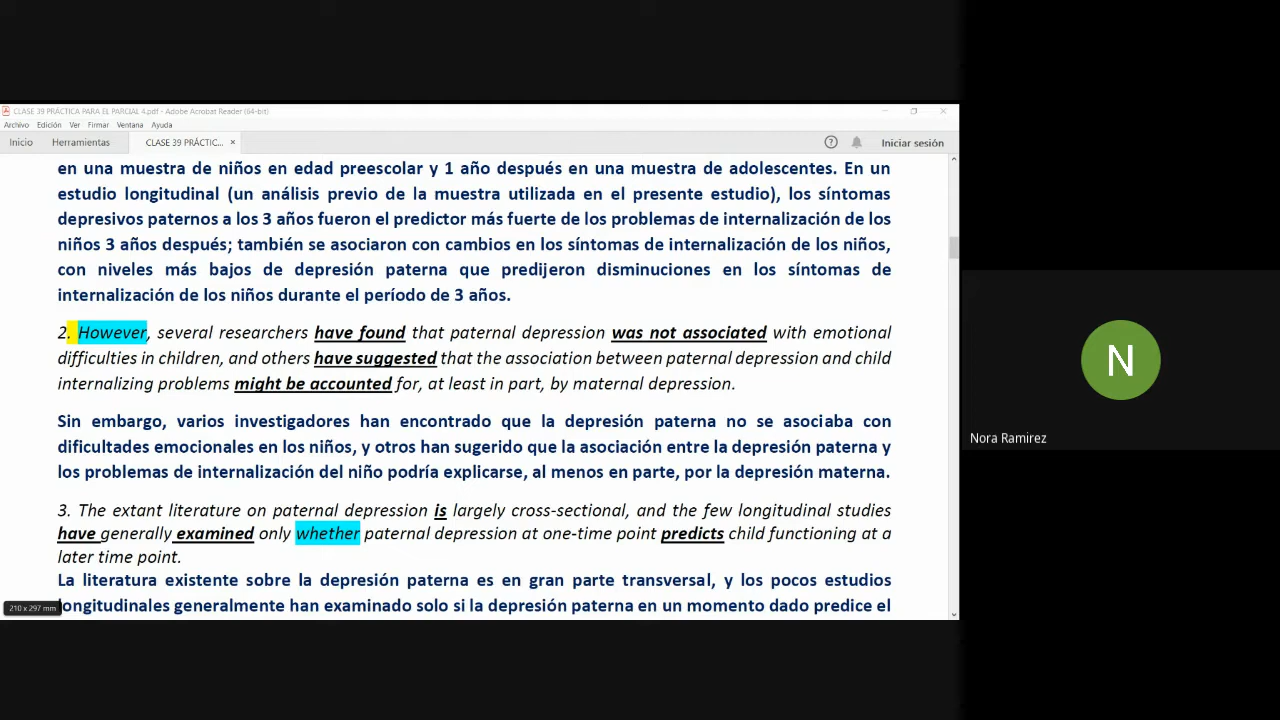 CLASE 39 PRÁCTICA PARA EL PARCIAL 4.pdf - Adobe Acrobat Reader (64-bit)
Archivo Edición Ver Firmar Ventana Ayuda
Inicio Herramientas CLASE 39 PRÁCTIC... × Iniciar sesión
en una muestra de niños en edad preescolar y 1 año después en una muestra de adolescentes. En un
estudio longitudinal (un análisis previo de la muestra utilizada en el presente estudio), los síntomas
depresivos paternos a los 3 años fueron el predictor más fuerte de los problemas de internalización de los
niños 3 años después; también se asociaron con cambios en los síntomas de internalización de los niños,
con niveles más bajos de depresión paterna que predijeron disminuciones en los síntomas de
internalización de los niños durante el período de 3 años.
2. However, several researchers have found that paternal depression was not associated with emotional
difficulties in children, and others have suggested that the association between paternal depression and child
internalizing problems might be accounted for, at least in part, by maternal depression.
Sin embargo, varios investigadores han encontrado que la depresión paterna no se asociaba con
dificultades emocionales en los niños, y otros han sugerido que la asociación entre la depresión paterna y
los problemas de internalización del niño podría explicarse, al menos en parte, por la depresión materna.
3. The extant literature on paternal depression is largely cross-sectional, and the few longitudinal studies
have generally examined only whether paternal depression at one-time point predicts child functioning at a
later time point.
La literatura existente sobre la depresión paterna es en gran parte transversal, y los pocos estudios
longitudinales generalmente han examinado solo si la depresión paterna en un momento dado predice el
210 x 297 mm
N
Nora Ramirez